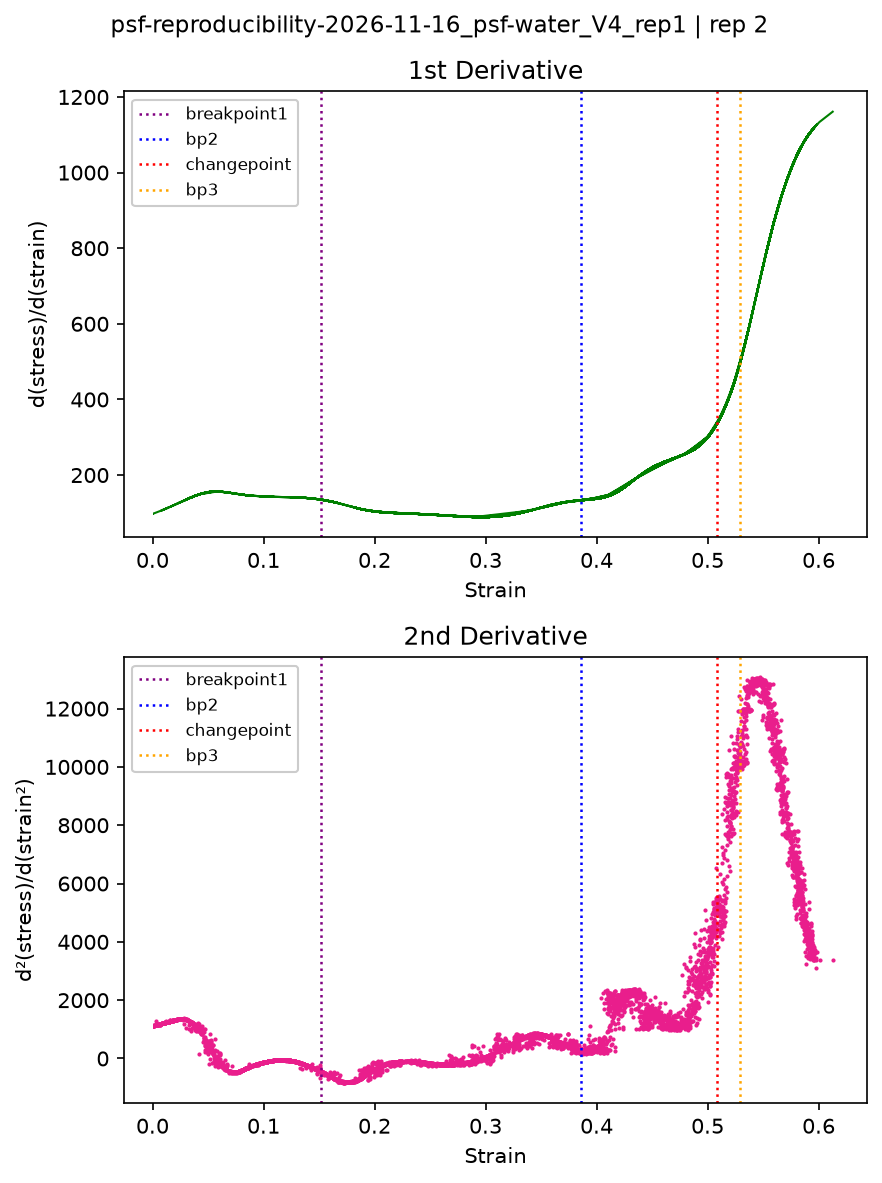 psf-reproducibility-2026-11-16_psf-water_V4_rep1 | rep 2
1st Derivative
d(stress)/d(strain)
1200
1000
800
600
400
200
breakpoint1
bp2
changepoint
bp3
0.0 0.1 0.2 0.3 0.4 0.5 0.6
Strain
2nd Derivative
d²(stress)/d(strain²)
12000
10000
8000
6000
4000
2000
0
breakpoint1
bp2
changepoint
bp3
0.0 0.1 0.2 0.3 0.4 0.5 0.6
Strain